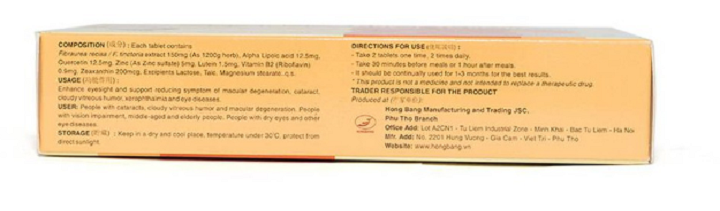 COMPOSITION (成分) : Each tablet contains
Fibraurea recisa / F. tinctoria extract 150mg (As 1200g herb), Alpha Lipoic acid 12.5mg,
Quercetin 12.5mg, Zinc (As Zinc sulfate) 5mg, Lutein 1.5mg, Vitamin B2 (Riboflavin)
0.5mg, Zeaxanthin 200mcg, Excipients Lactose, Talc, Magnesium stearate, q.s.
USAGE
Enhance eyesight and support reducing symptom of macular degeneration, cataract,
cloudy vitreous humor, xerophthalmia and eye diseases.
USER: People with cataracts, cloudy vitreous humor and macular degeneration. People
with vision impairment, middle-aged and elderly people. People with dry eyes and other
eye diseases.
STORAGE : Keep in a dry and cool place, temperature under 30°C, protect from
direct sunlight.
DIRECTIONS FOR USE :
- Take 2 tablets one time, 2 times daily.
- Take 30 minutes before meals or 1 hour after meals.
- It should be continually used for 1-3 months for the best results.
* This product is not a medicine and not intended to replace a therapeutic drug.
TRADER RESPONSIBLE FOR THE PRODUCT
Produced at :
Hong Bang Manufacturing and Trading JSC,
Phu Tho Branch
Office Add: Lot A2CN1 - Tu Liem Industrial Zone - Minh Khai - Bac Tu Liem - Ha Noi
Mfr. Add: No. 2201 Hung Vuong - Gia Cam - Viet Tri - Phu Tho
Website: www.hongbang.vn